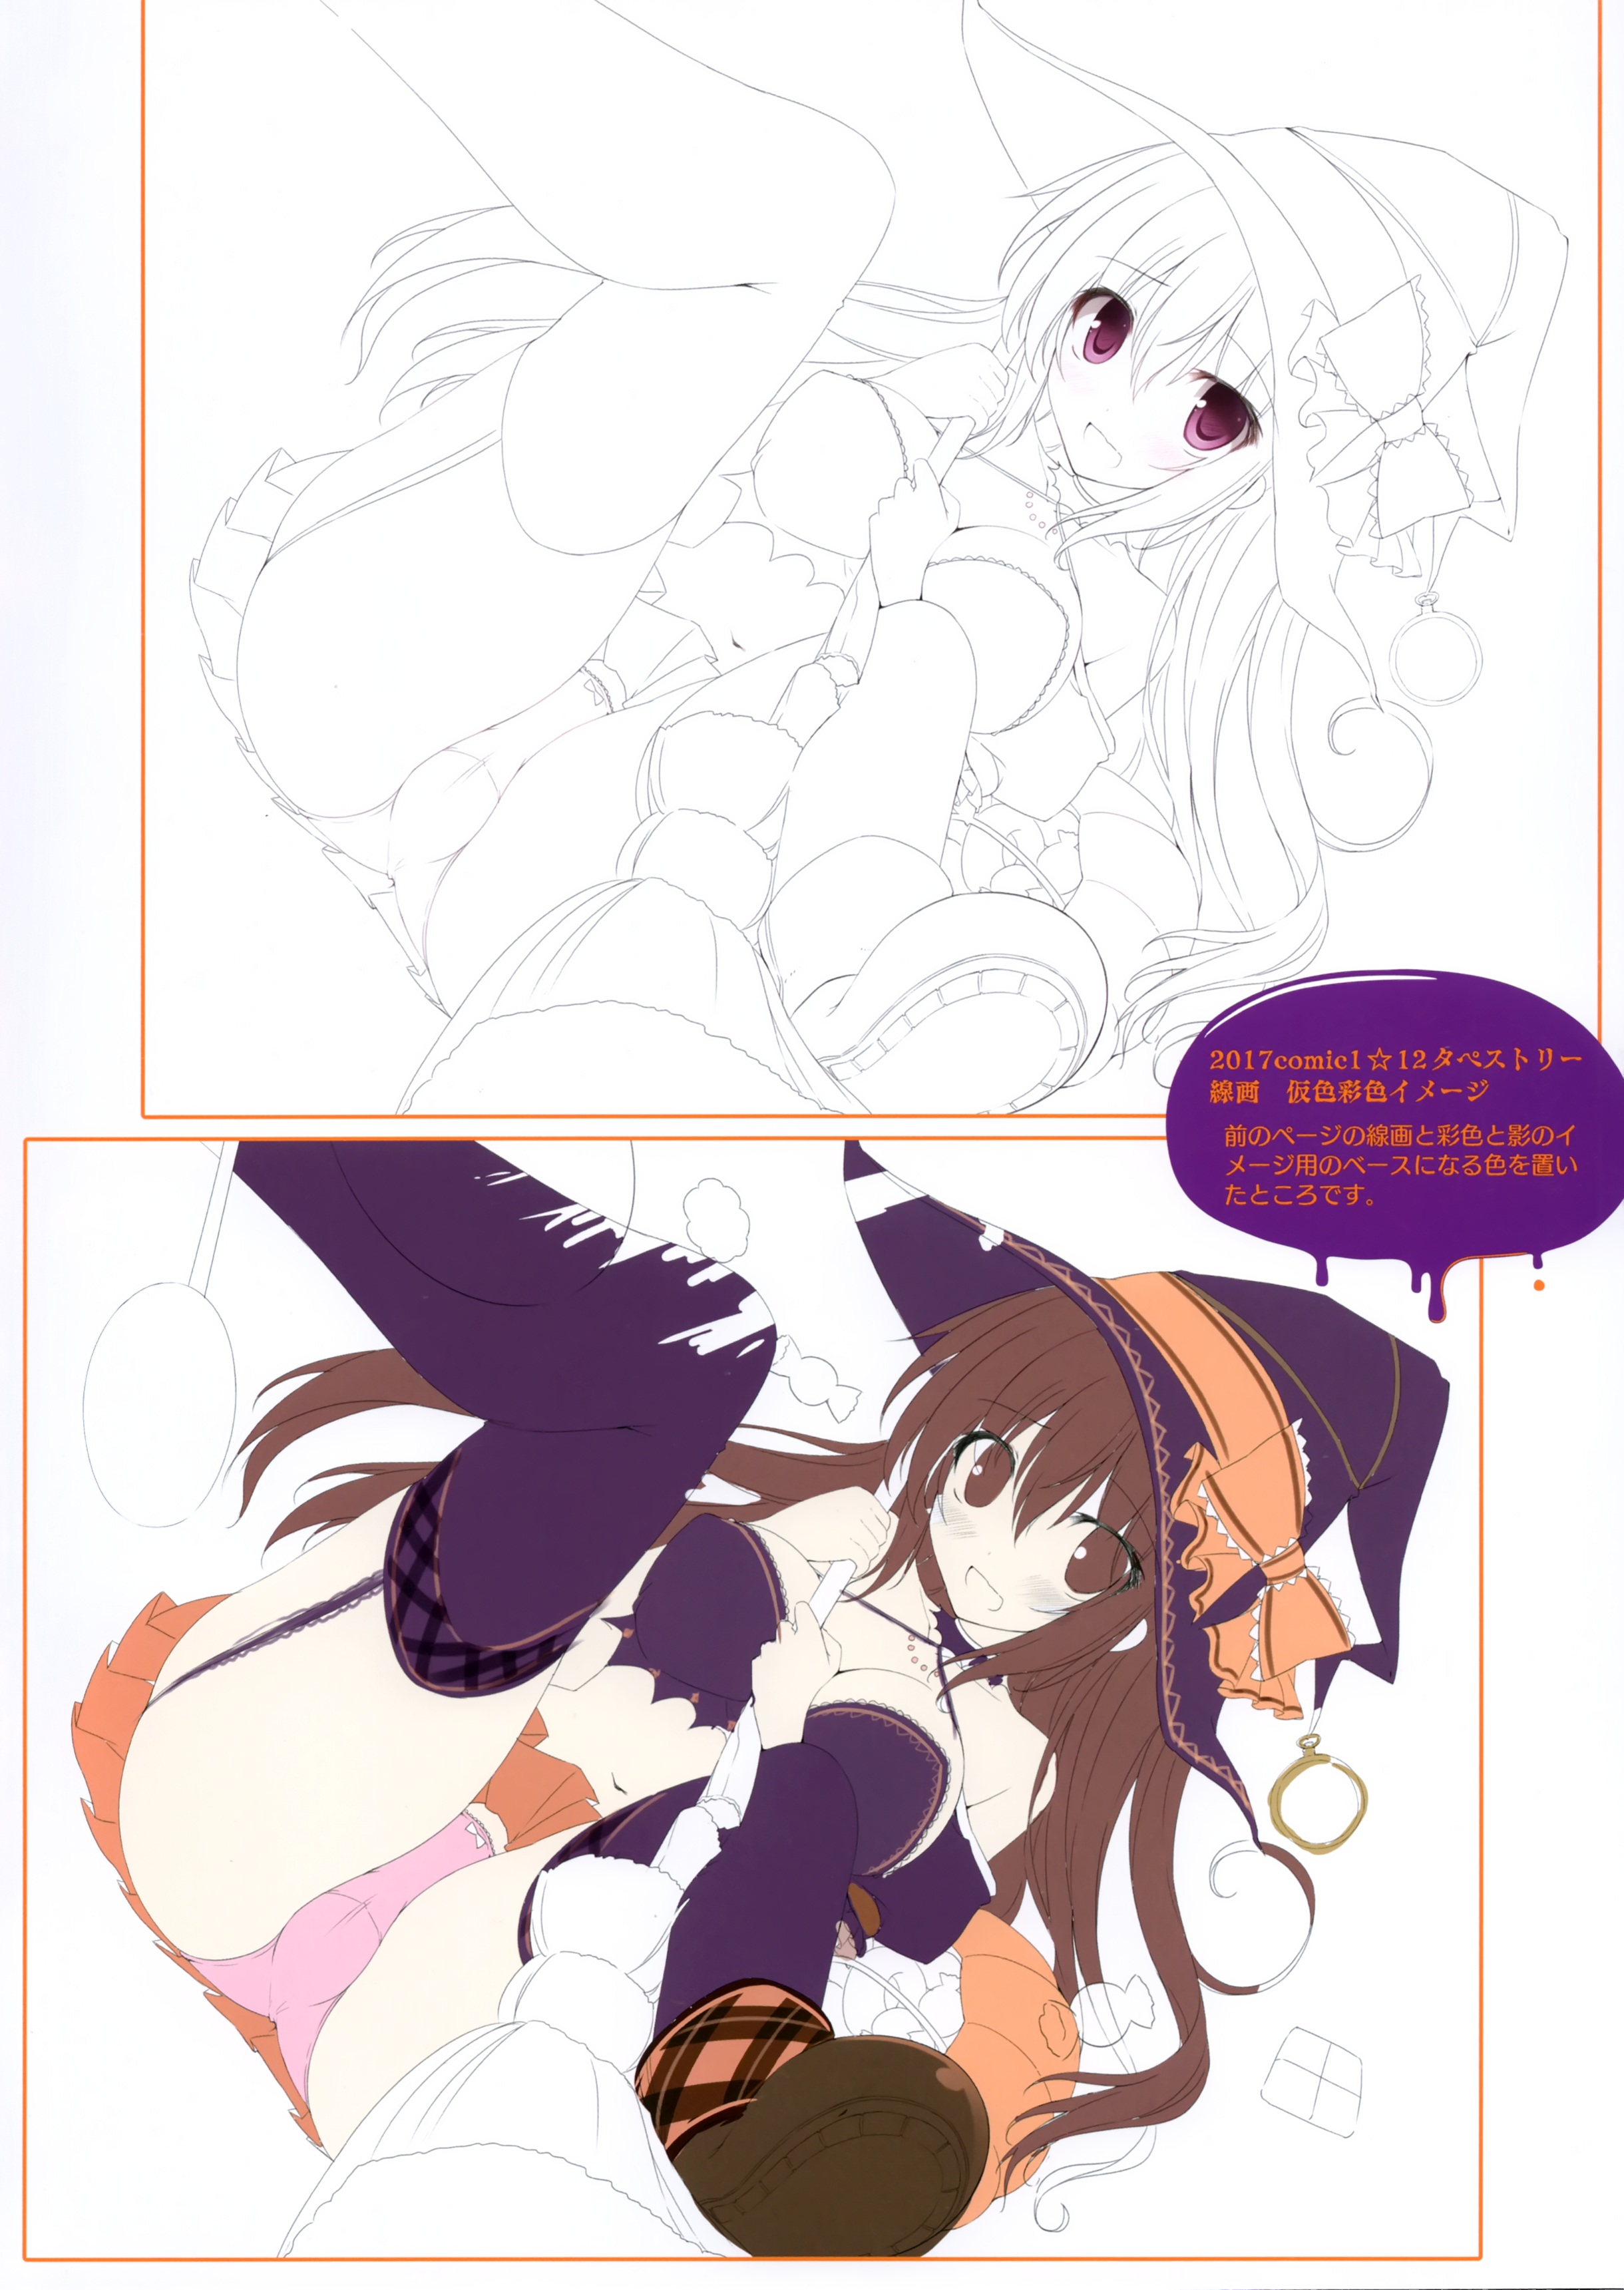 2017comic1☆12タペストリー
線画　仮色彩色イメージ
前のページの線画と彩色と影のイ
メージ用のベースになる色を置い
たところです。